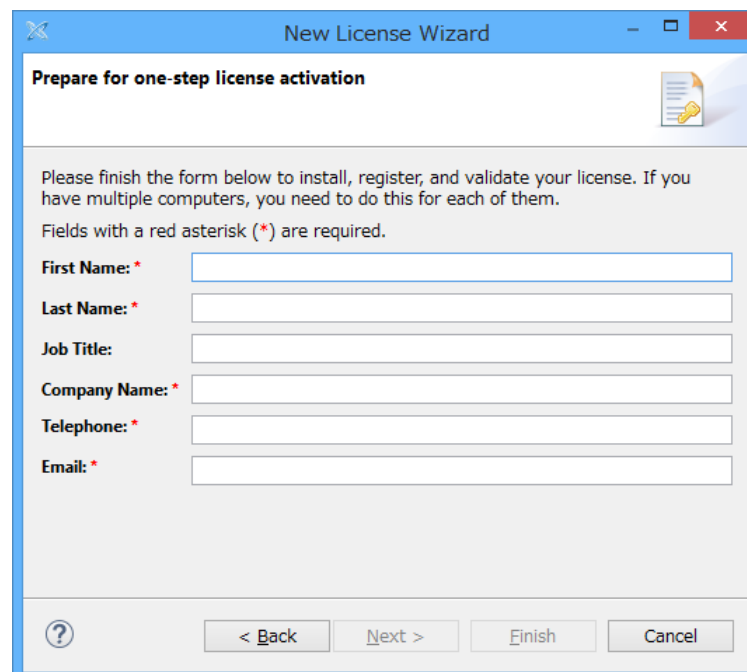 New License Wizard
Prepare for one-step license activation
Please finish the form below to install, register, and validate your license. If you
have multiple computers, you need to do this for each of them.
Fields with a red asterisk (*) are required.
First Name: *
Last Name: *
Job Title:
Company Name: *
Telephone: *
Email: *
? < Back Next > Finish Cancel